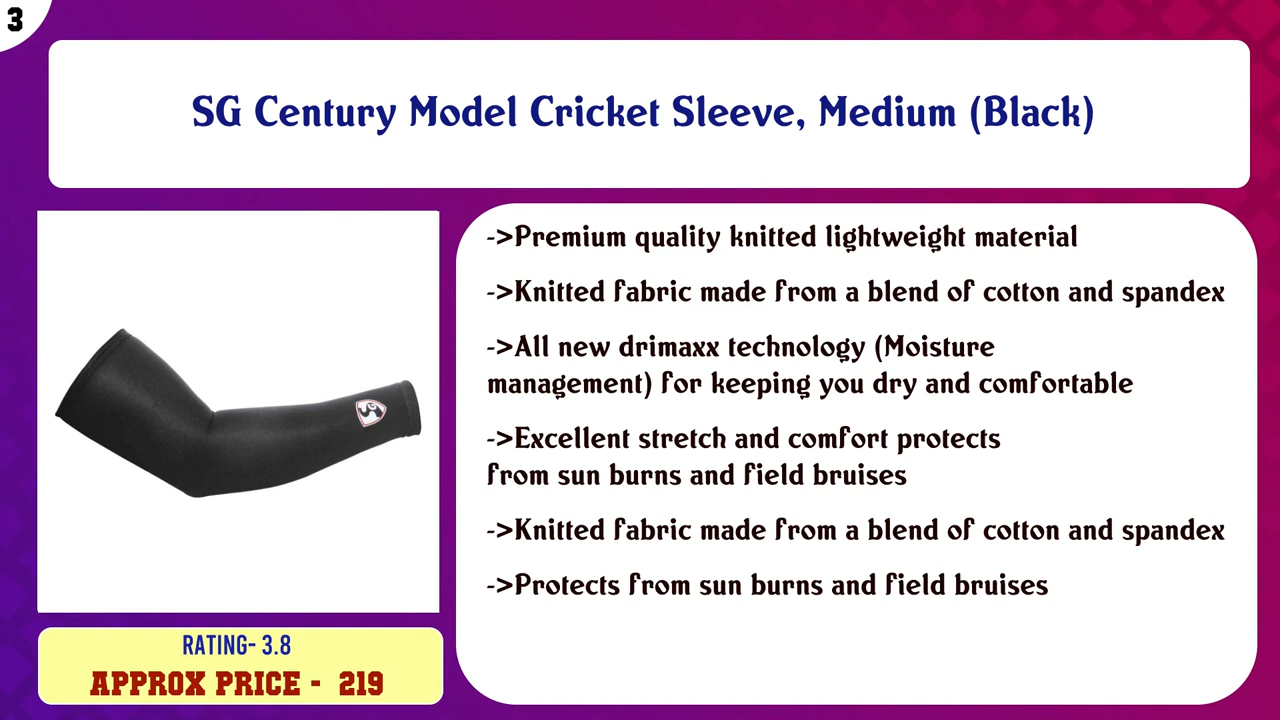 3
SG Century Model Cricket Sleeve, Medium (Black)
->Premium quality knitted lightweight material
->Knitted fabric made from a blend of cotton and spandex
->All new drimaxx technology (Moisture
management) for keeping you dry and comfortable
->Excellent stretch and comfort protects
from sun burns and field bruises
->Knitted fabric made from a blend of cotton and spandex
->Protects from sun burns and field bruises
SG
RATING- 3.8
APPROX PRICE - 219